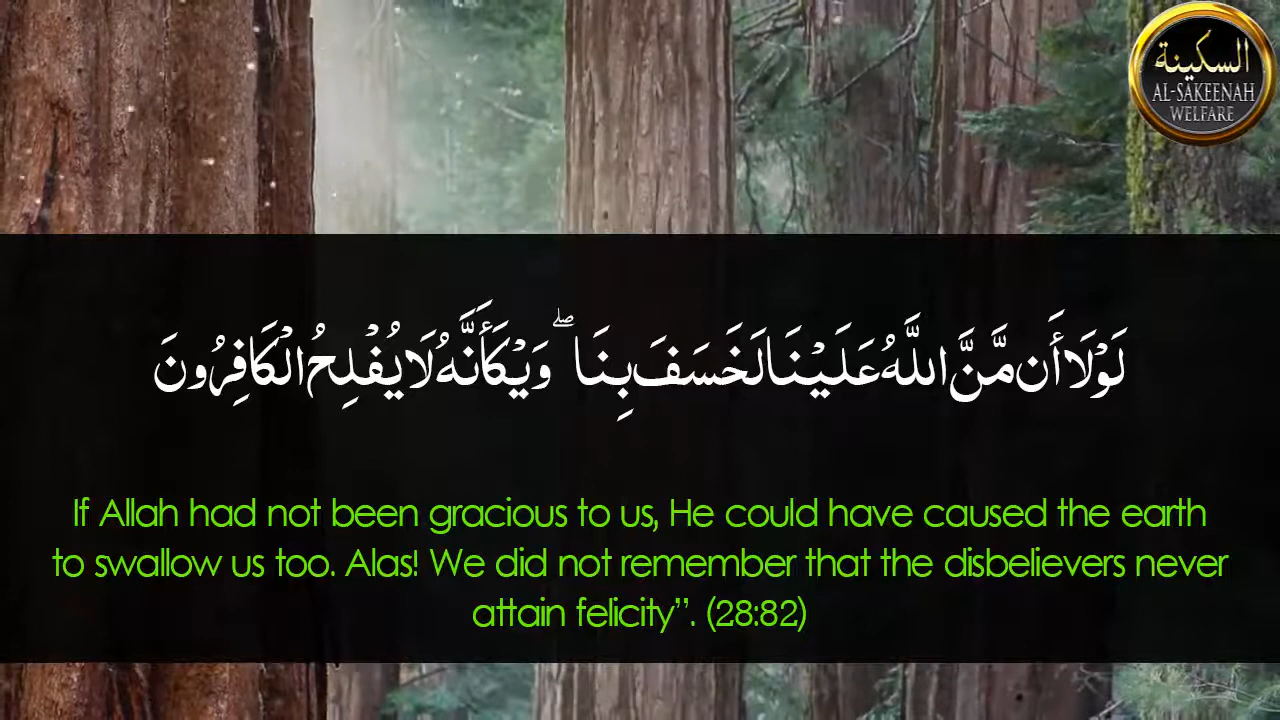 السكينة
AL-SAKEENAH
WELFARE
لَوْلَا أَن مَّنَّ اللَّهُ عَلَيْنَا لَخَسَفَ بِنَا ۖ وَيْكَأَنَّهُ لَا يُفْلِحُ الْكَافِرُونَ
If Allah had not been gracious to us, He could have caused the earth
to swallow us too. Alas! We did not remember that the disbelievers never
attain felicity”. (28:82)